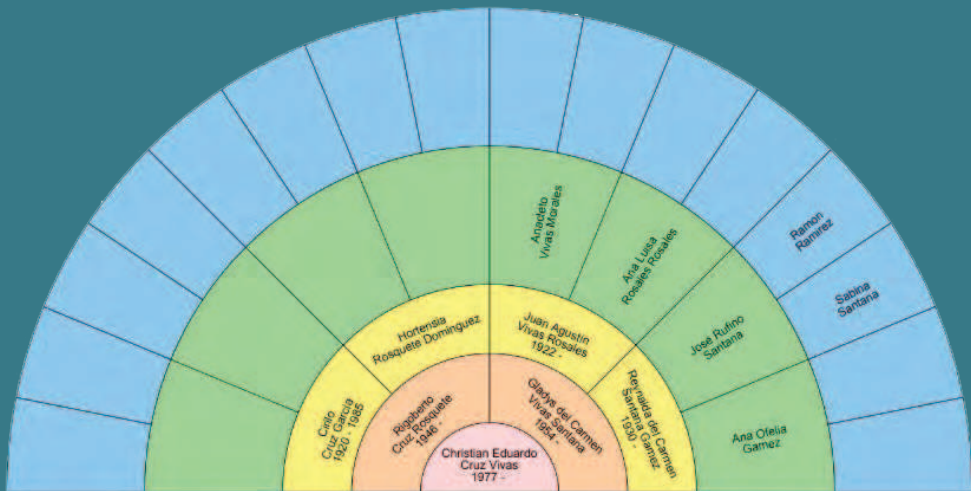 Anacleto
Vivas Morales
Ana Luisa
Rosales Rosales
Ramon
Ramirez
Sabina
Santana
Jose Rufino
Santana
Ana Ofelia
Gamez
Cirilo
Cruz Garcia
1920 - 1985
Hortensia
Rosquete Dominguez
Juan Agustin
Vivas Rosales
1922 -
Reynalda del Carmen
Santana Gamez
1930 -
Rigoberto
Cruz Rosquete
1946 -
Gladys del Carmen
Vivas Santana
1954 -
Christian Eduardo
Cruz Vivas
1977 -